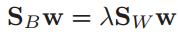 S_B w = λ S_W w